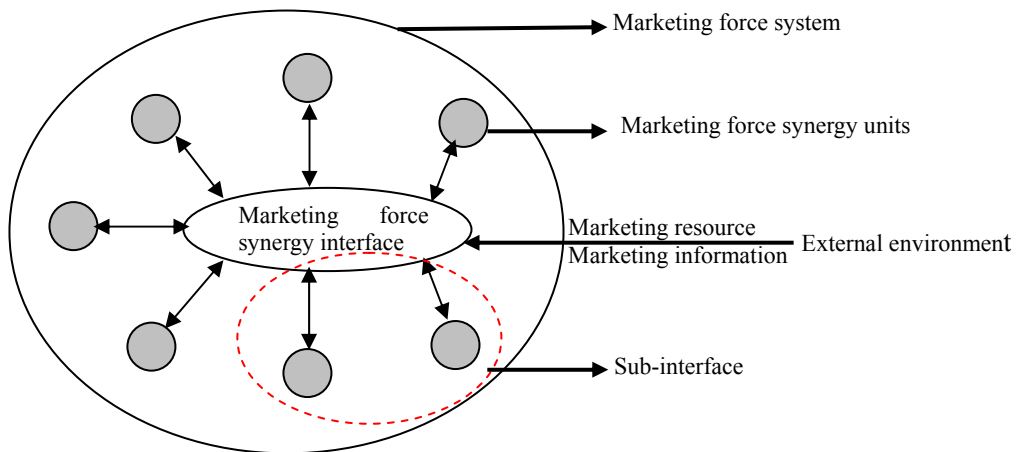 Marketing force system
Marketing force synergy units
Marketing force
synergy interface
Marketing resource
Marketing information
External environment
Sub-interface